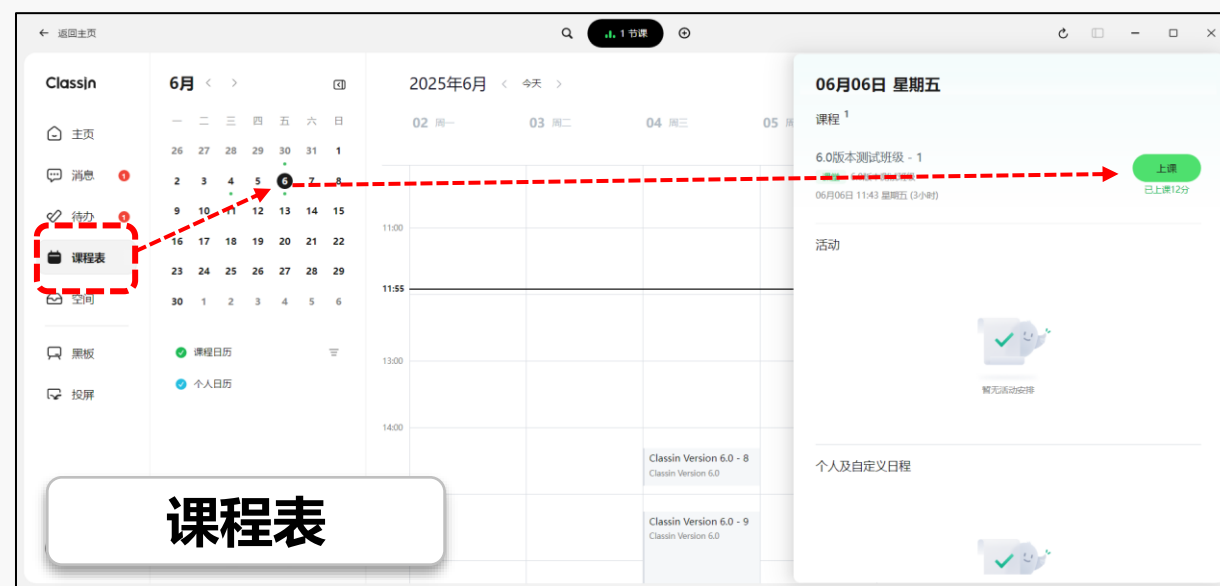 返回主页
1 节课
ClassIn
主页
消息 1
待办 1
课程表
空间
黑板
投屏
6月
一 二 三 四 五 六 日
26 27 28 29 30 31 1
2 3 4 5 6 7 8
9 10 11 12 13 14 15
16 17 18 19 20 21 22
23 24 25 26 27 28 29
30 1 2 3 4 5 6
课程日历
个人日历
2025年6月 今天
02 周一 03 周二 04 周三 05
11:00
11:55
13:00
14:00
Classin Version 6.0 - 8
Classin Version 6.0
Classin Version 6.0 - 9
Classin Version 6.0
06月06日 星期五
课程 1
6.0版本测试班级 - 1
06月06日 11:43 星期五 (3小时)
上课
已上课12分
活动
暂无活动安排
个人及自定义日程
课程表